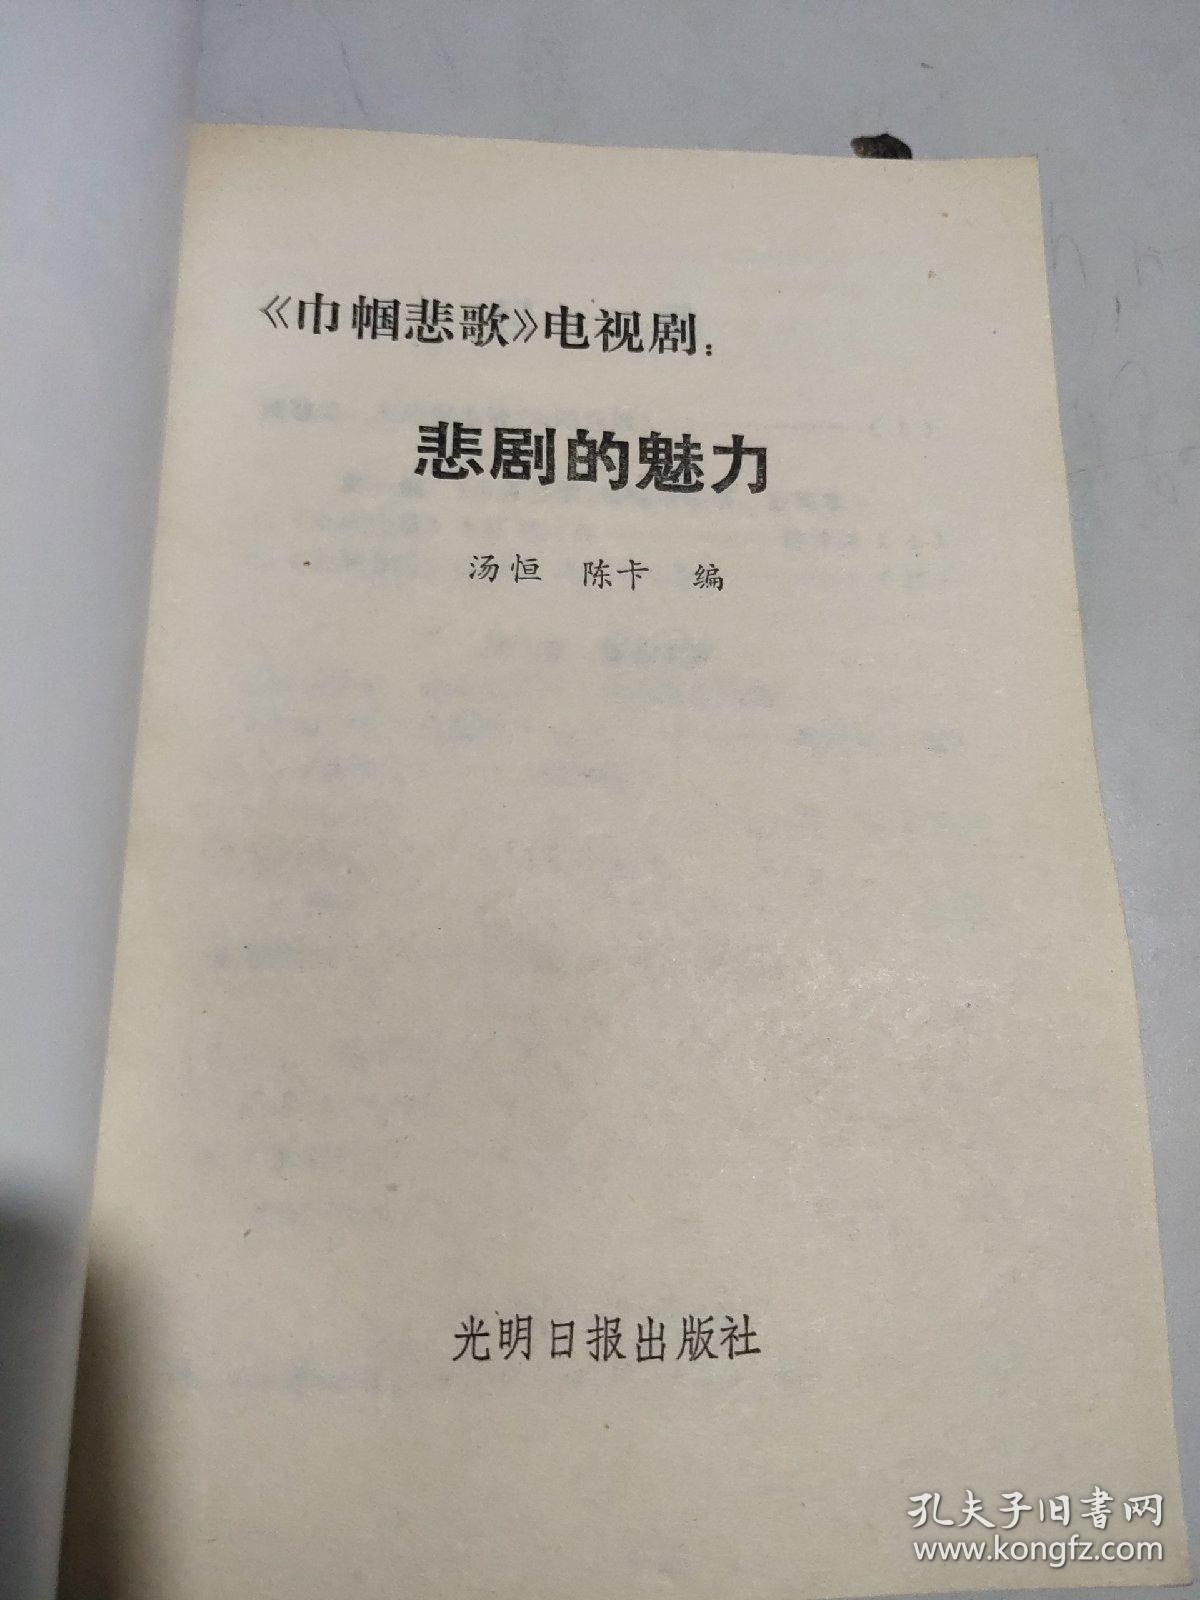 《巾帼悲歌》电视剧：
悲剧的魅力
汤恒 陈卡 编
光明日报出版社
孔夫子旧书网
www.kongfz.com